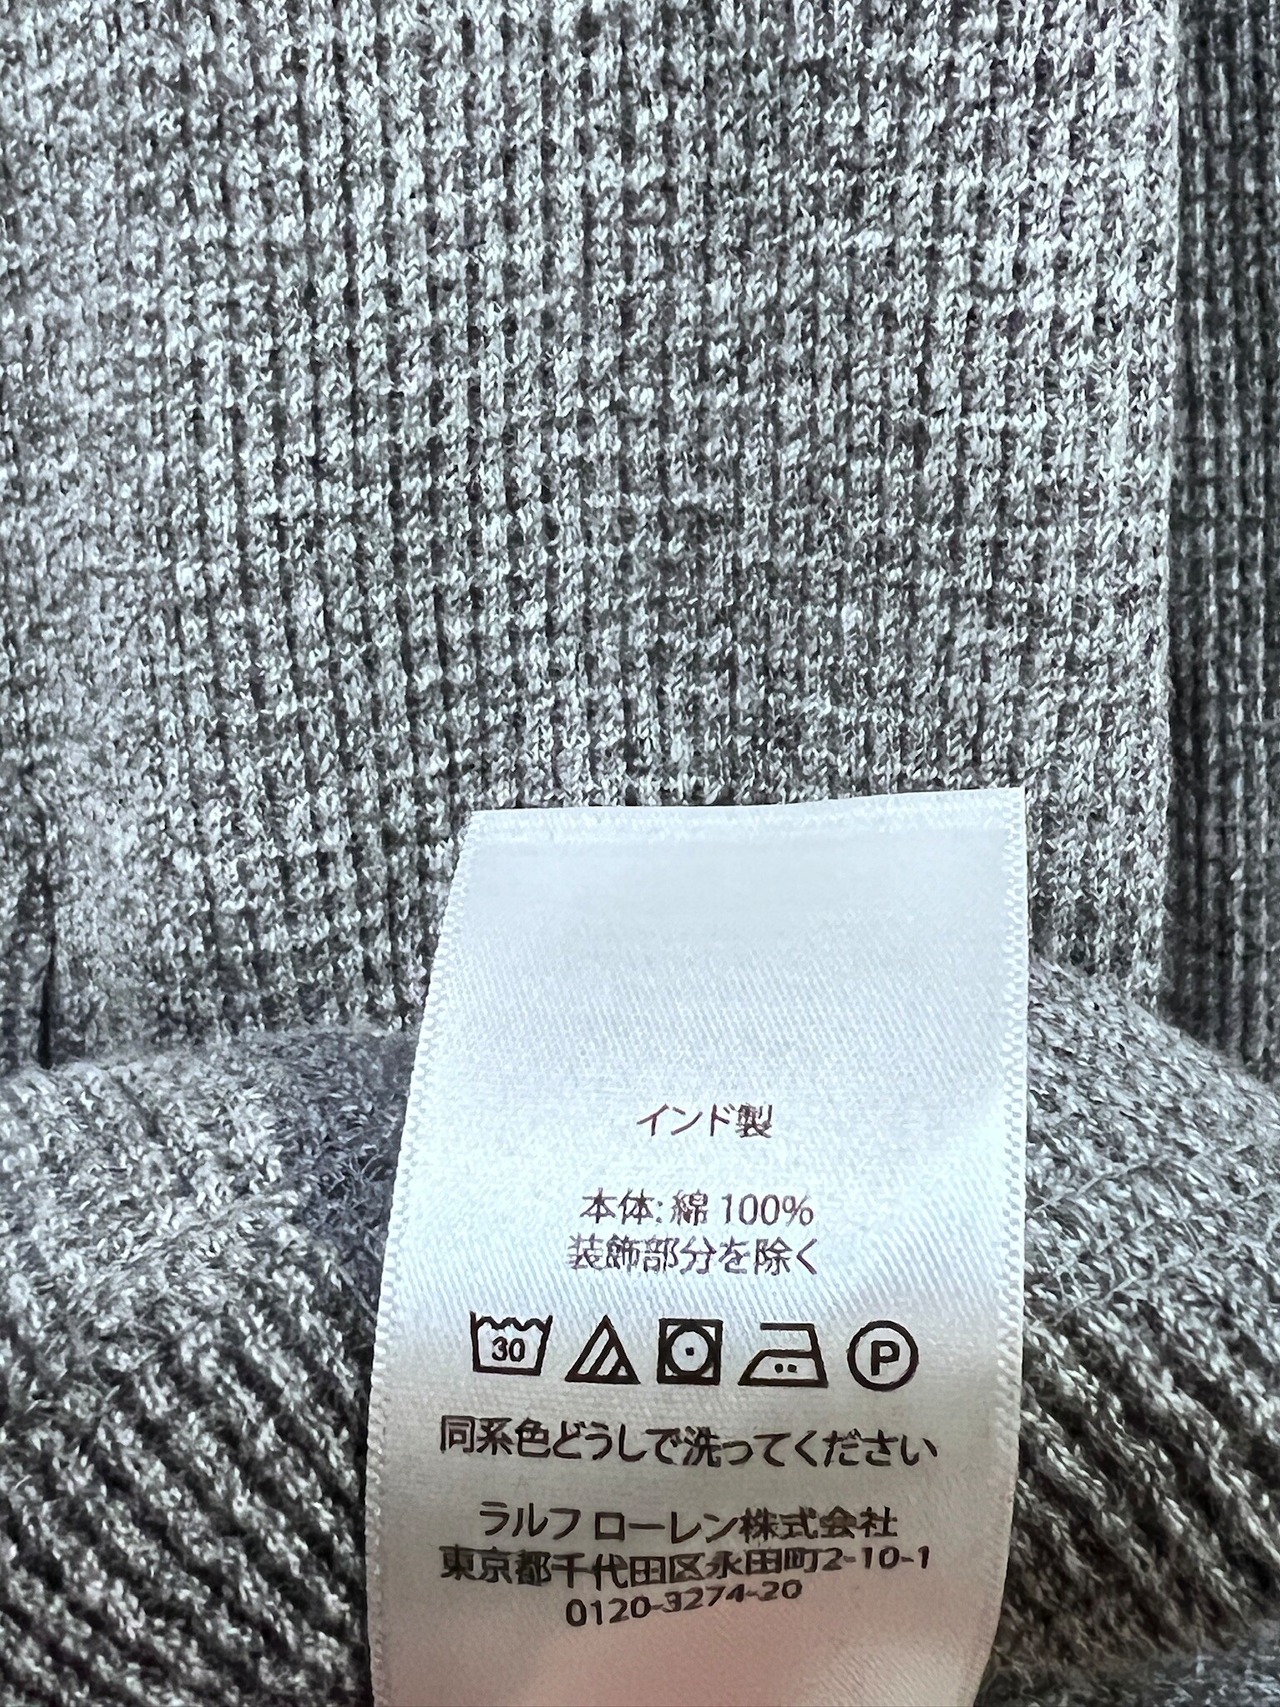 インド製
本体: 綿 100%
装飾部分を除く
30
P
同系色どうしで洗ってください
ラルフ ローレン株式会社
東京都千代田区永田町2-10-1
0120-3274-20